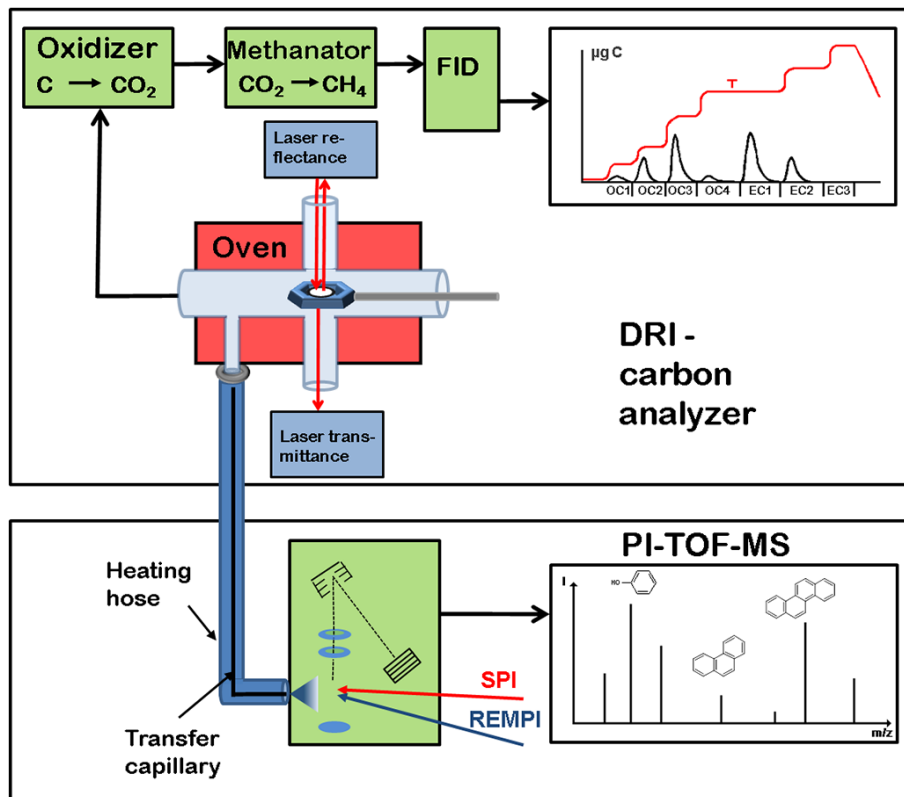 Oxidizer
C → CO₂
Methanator
CO₂ → CH₄
FID
µg C
T
OC1 OC2 OC3 OC4 EC1 EC2 EC3
Laser re-
flectance
Oven
DRI -
carbon
analyzer
Laser trans-
mittance
PI-TOF-MS
Heating
hose
Transfer
capillary
SPI
REMPI
I
HO
m/z